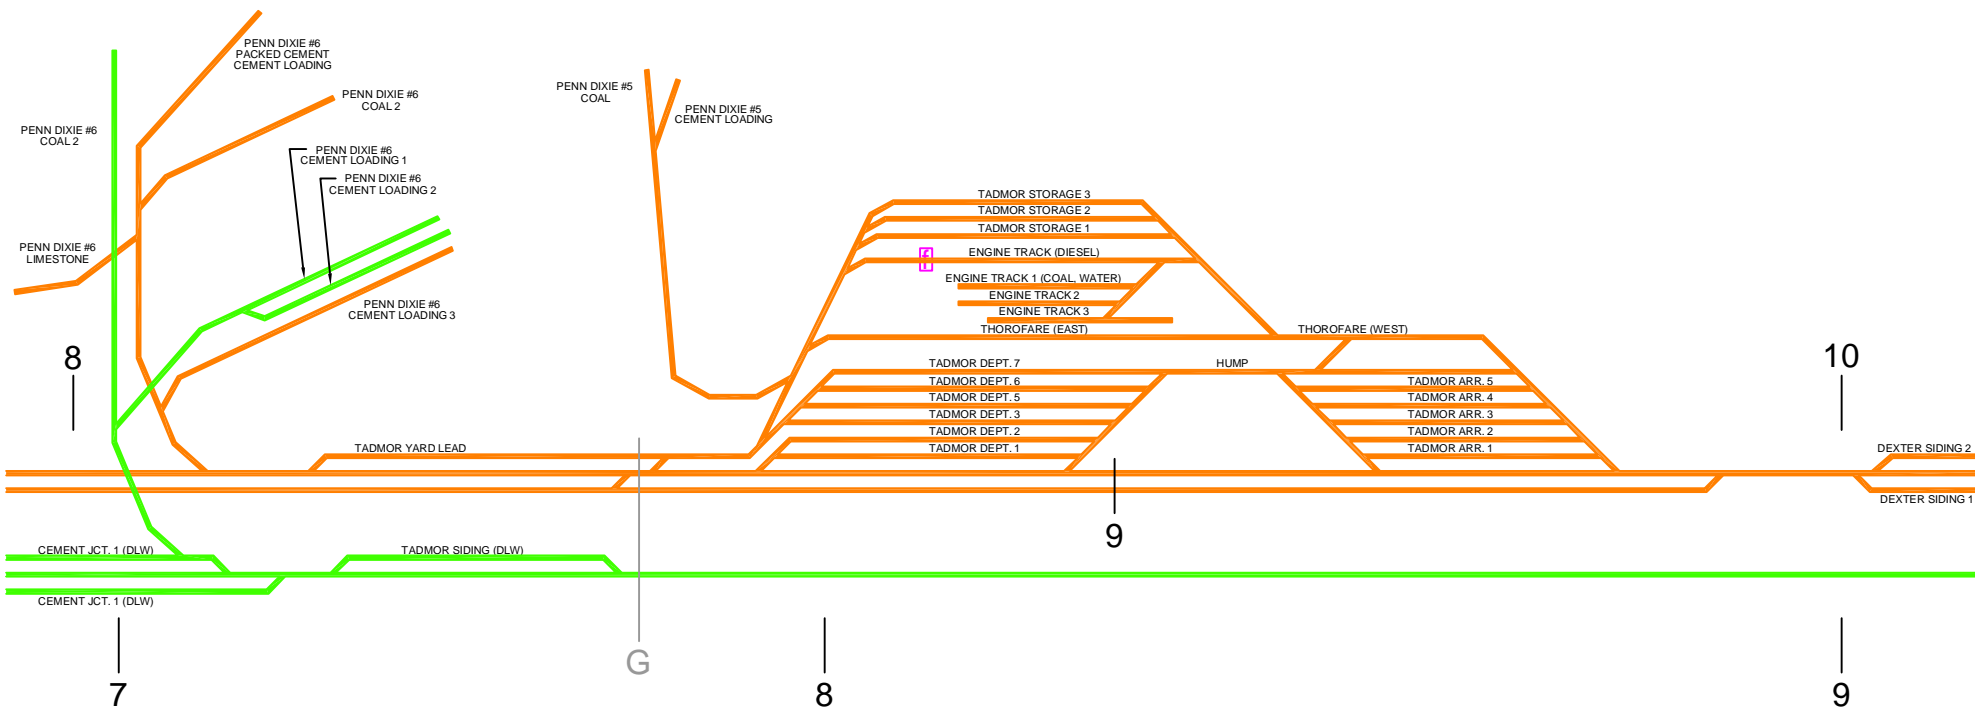 PENN DIXIE #6
PACKED CEMENT
CEMENT LOADING
PENN DIXIE #6
COAL 2
PENN DIXIE #6
COAL 2
PENN DIXIE #6
CEMENT LOADING 1
PENN DIXIE #6
CEMENT LOADING 2
PENN DIXIE #6
LIMESTONE
PENN DIXIE #6
CEMENT LOADING 3
PENN DIXIE #5
COAL
PENN DIXIE #5
CEMENT LOADING
TADMOR STORAGE 3
TADMOR STORAGE 2
TADMOR STORAGE 1
f
ENGINE TRACK (DIESEL)
ENGINE TRACK 1 (COAL, WATER)
ENGINE TRACK 2
ENGINE TRACK 3
THOROFARE (EAST)
THOROFARE (WEST)
TADMOR DEPT. 7
HUMP
TADMOR DEPT. 6
TADMOR DEPT. 5
TADMOR DEPT. 3
TADMOR DEPT. 2
TADMOR DEPT. 1
TADMOR ARR. 5
TADMOR ARR. 4
TADMOR ARR. 3
TADMOR ARR. 2
TADMOR ARR. 1
8
10
TADMOR YARD LEAD
DEXTER SIDING 2
DEXTER SIDING 1
9
CEMENT JCT. 1 (DLW)
TADMOR SIDING (DLW)
CEMENT JCT. 1 (DLW)
G
7
8
9